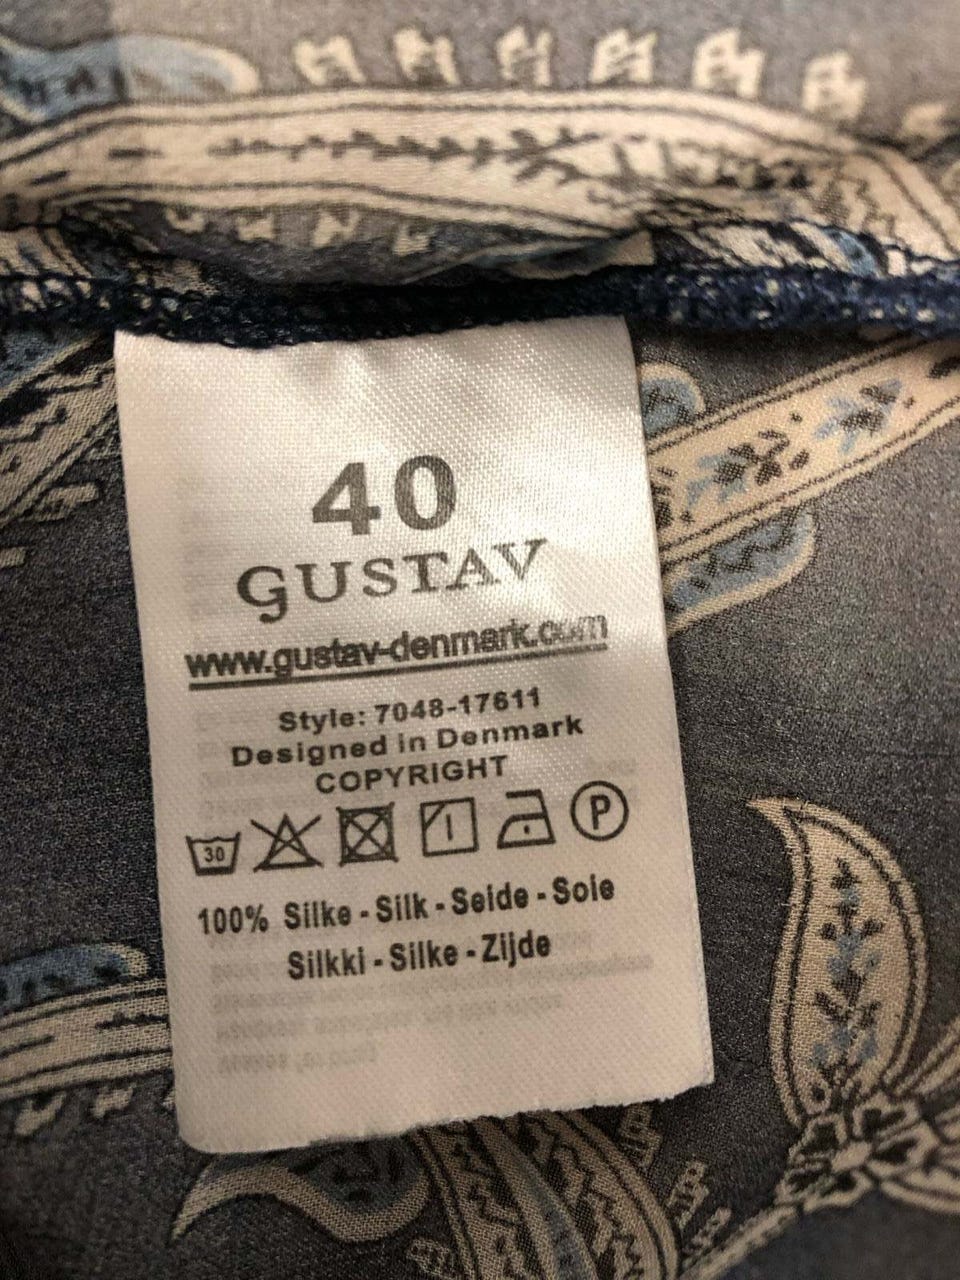 40
GUSTAV
www.gustav-denmark.com
Style: 7048-17611
Designed in Denmark
COPYRIGHT
30 P
100% Silke - Silk - Seide - Soie
Silkki - Silke - Zijde